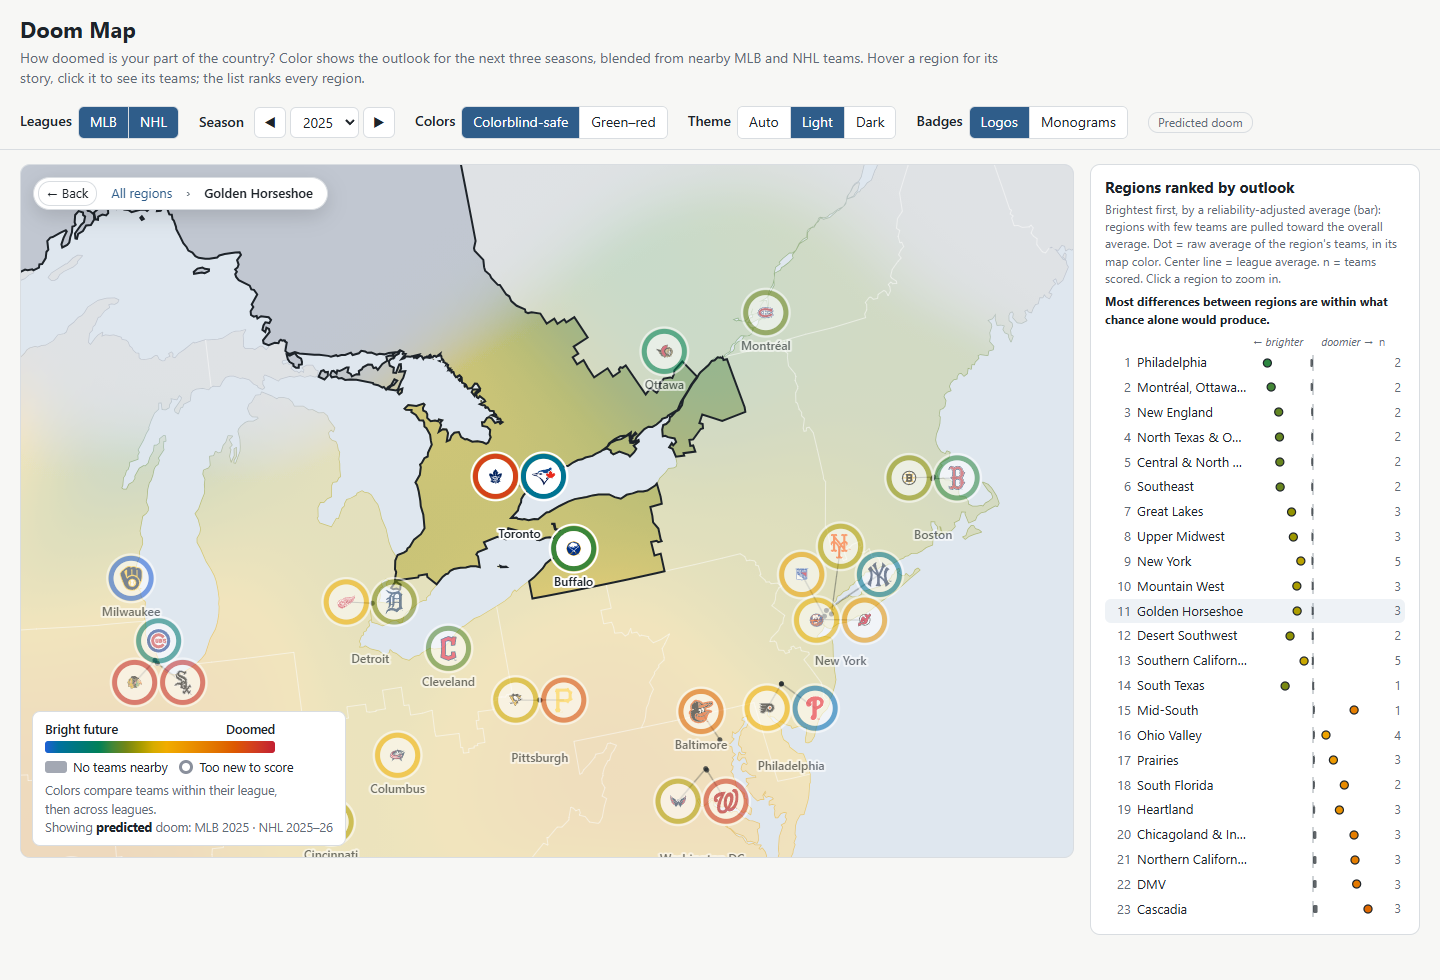 Doom Map
How doomed is your part of the country? Color shows the outlook for the next three seasons, blended from nearby MLB and NHL teams. Hover a region for its
story, click it to see its teams; the list ranks every region.
Leagues MLB NHL Season ◀ 2025 ▶ Colors Colorblind-safe Green–red Theme Auto Light Dark Badges Logos Monograms Predicted doom
← Back All regions › Golden Horseshoe
Montréal
Ottawa
Toronto
Buffalo
Boston
Milwaukee
Detroit
Cleveland
New York
Baltimore
Pittsburgh
Philadelphia
Columbus
Cincinnati
Bright future Doomed
No teams nearby Too new to score
Colors compare teams within their league,
then across leagues.
Showing predicted doom: MLB 2025 · NHL 2025–26
Regions ranked by outlook
Brightest first, by a reliability-adjusted average (bar):
regions with few teams are pulled toward the overall
average. Dot = raw average of the region's teams, in its
map color. Center line = league average. n = teams
scored. Click a region to zoom in.
Most differences between regions are within what
chance alone would produce.
← brighter doomier → n
1 Philadelphia 2
2 Montréal, Ottawa... 2
3 New England 2
4 North Texas & O... 2
5 Central & North ... 2
6 Southeast 2
7 Great Lakes 3
8 Upper Midwest 3
9 New York 5
10 Mountain West 3
11 Golden Horseshoe 3
12 Desert Southwest 2
13 Southern Californ... 5
14 South Texas 1
15 Mid-South 1
16 Ohio Valley 4
17 Prairies 3
18 South Florida 2
19 Heartland 3
20 Chicagoland & In... 3
21 Northern Californ... 3
22 DMV 3
23 Cascadia 3